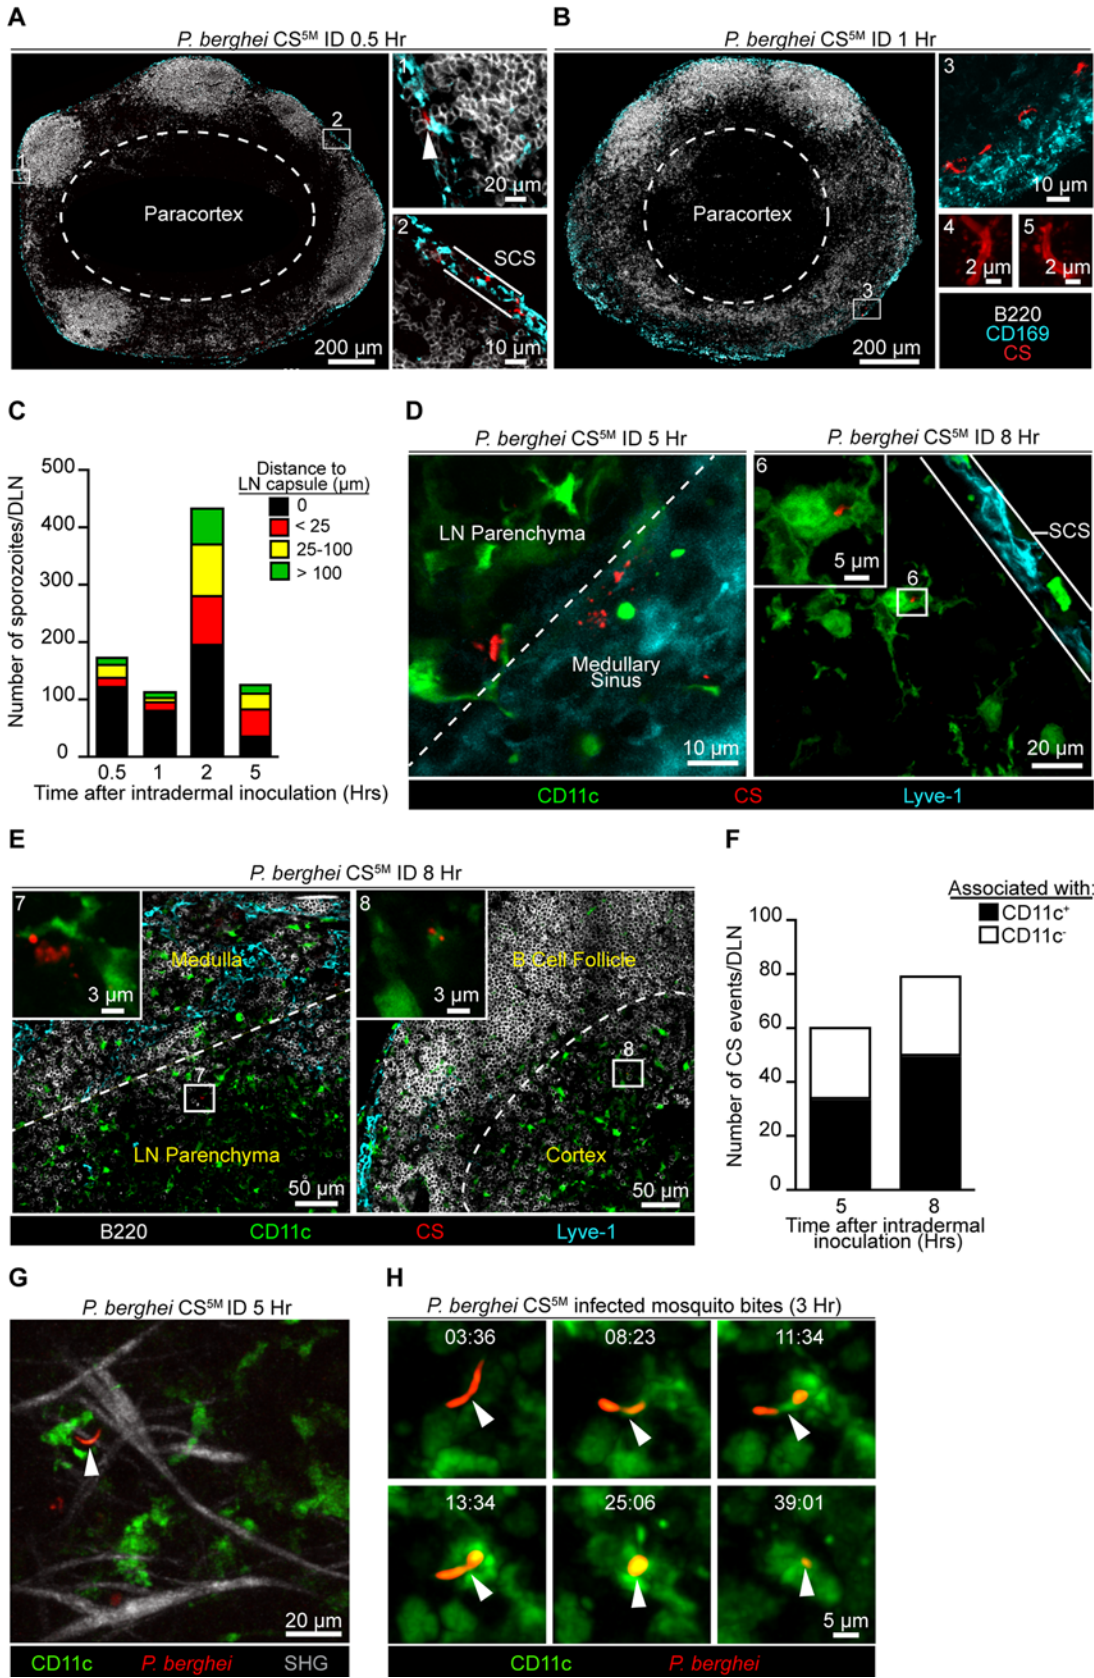 A
P. berghei CS5M ID 0.5 Hr
1
2
Paracortex
200 µm
1
20 µm
2
SCS
10 µm
B
P. berghei CS5M ID 1 Hr
Paracortex
3
200 µm
3
10 µm
4
2 µm
5
2 µm
B220
CD169
CS
C
Number of sporozoites/DLN
500
400
300
200
100
0
0.5 1 2 5
Time after intradermal inoculation (Hrs)
Distance to
LN capsule (µm)
0
< 25
25-100
> 100
D
P. berghei CS5M ID 5 Hr
LN Parenchyma
Medullary
Sinus
10 µm
P. berghei CS5M ID 8 Hr
6
5 µm
6
SCS
20 µm
CD11c CS Lyve-1
E
P. berghei CS5M ID 8 Hr
7
3 µm
Medulla
7
LN Parenchyma
50 µm
8
3 µm
B Cell Follicle
8
Cortex
50 µm
B220 CD11c CS Lyve-1
F
Associated with:
CD11c+
CD11c-
Number of CS events/DLN
100
80
60
40
20
0
5 8
Time after intradermal
inoculation (Hrs)
G
P. berghei CS5M ID 5 Hr
20 µm
CD11c P. berghei SHG
H
P. berghei CS5M infected mosquito bites (3 Hr)
03:36 08:23 11:34
13:34 25:06 39:01
5 µm
CD11c P. berghei